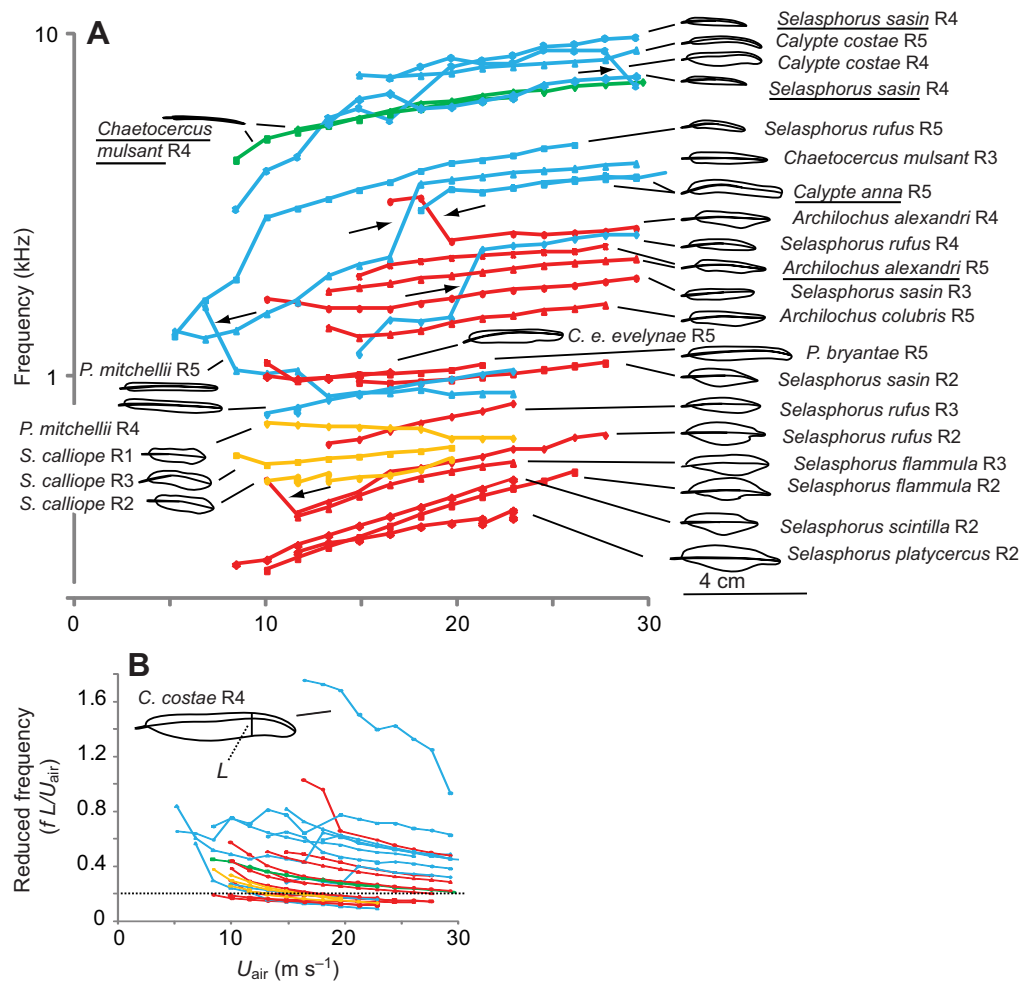 A
10
1
Frequency (kHz)
0
10
20
30
Chaetocercus
mulsant R4
P. mitchellii R5
P. mitchellii R4
S. calliope R1
S. calliope R3
S. calliope R2
C. e. evelynae R5
Selasphorus sasin R4
Calypte costae R5
Calypte costae R4
Selasphorus sasin R4
Selasphorus rufus R5
Chaetocercus mulsant R3
Calypte anna R5
Archilochus alexandri R4
Selasphorus rufus R4
Archilochus alexandri R5
Selasphorus sasin R3
Archilochus colubris R5
P. bryantae R5
Selasphorus sasin R2
Selasphorus rufus R3
Selasphorus rufus R2
Selasphorus flammula R3
Selasphorus flammula R2
Selasphorus scintilla R2
Selasphorus platycercus R2
4 cm
B
C. costae R4
L
Reduced frequency
(f L/Uair)
1.6
1.2
0.8
0.4
0
0
10
20
30
Uair (m s–1)